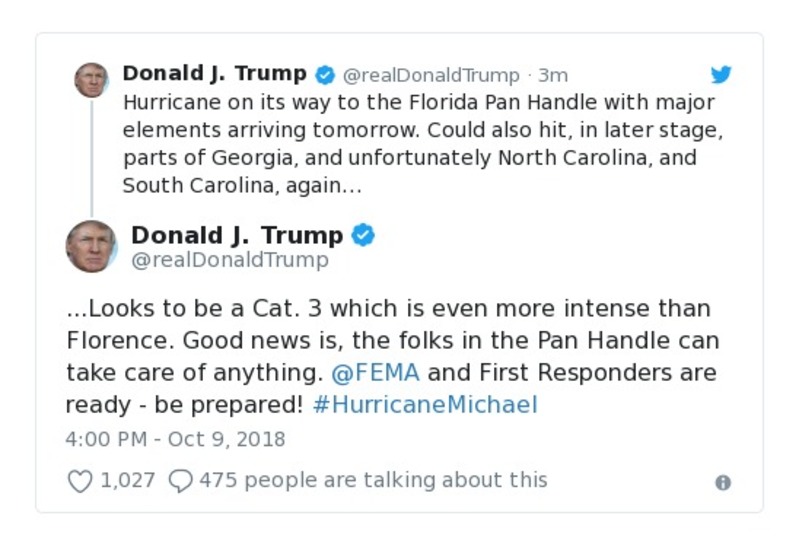 Donald J. Trump @realDonaldTrump · 3m
Hurricane on its way to the Florida Pan Handle with major
elements arriving tomorrow. Could also hit, in later stage,
parts of Georgia, and unfortunately North Carolina, and
South Carolina, again…
Donald J. Trump
@realDonaldTrump
...Looks to be a Cat. 3 which is even more intense than
Florence. Good news is, the folks in the Pan Handle can
take care of anything. @FEMA and First Responders are
ready - be prepared! #HurricaneMichael
4:00 PM - Oct 9, 2018
1,027 475 people are talking about this